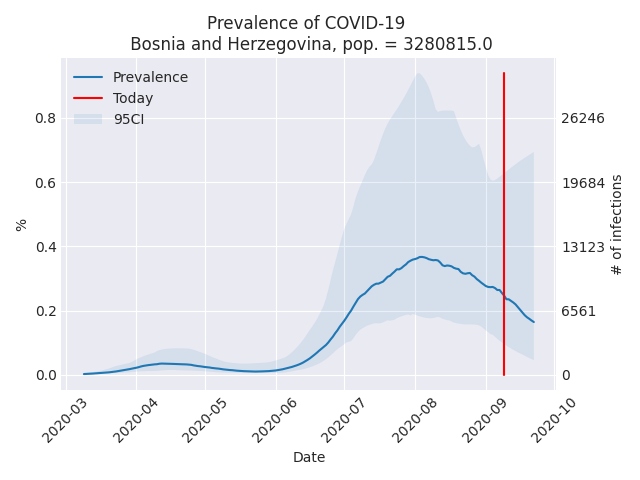 Prevalence of COVID-19
Bosnia and Herzegovina, pop. = 3280815.0
Prevalence
Today
95CI
%
0.8
0.6
0.4
0.2
0.0
26246
19684
13123
6561
0
# of infections
2020-03
2020-04
2020-05
2020-06
2020-07
2020-08
2020-09
2020-10
Date